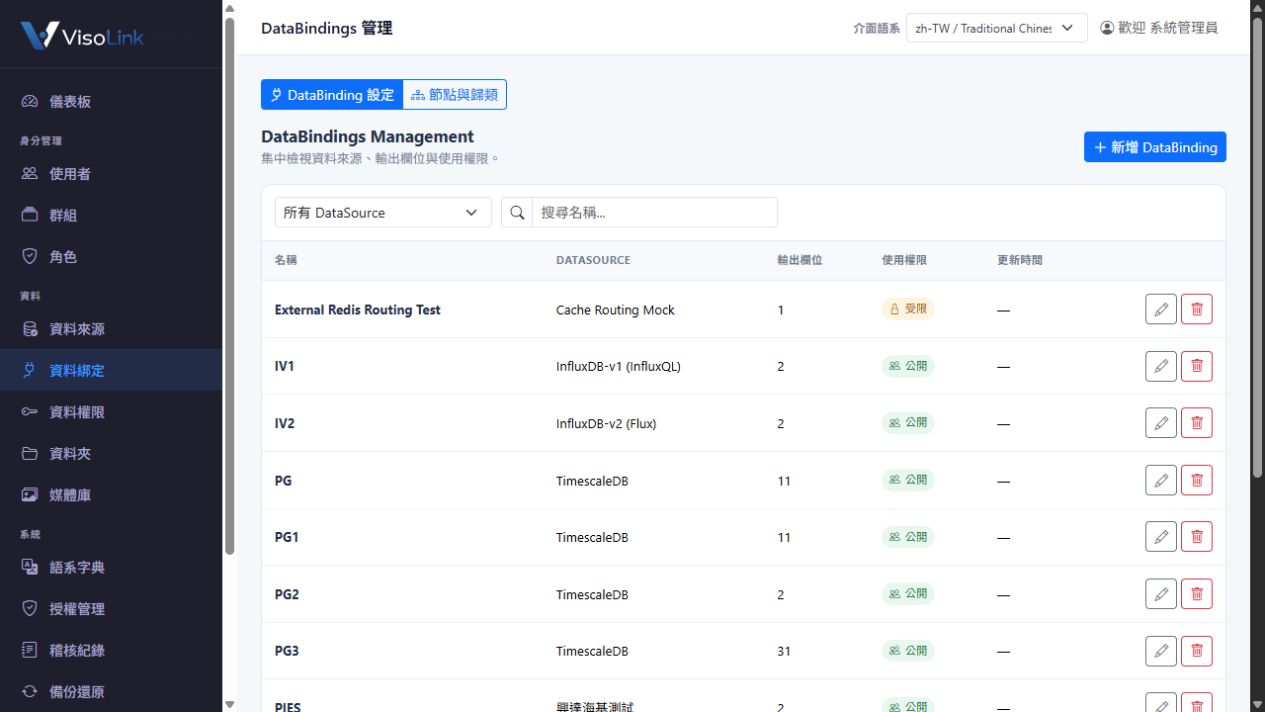 VisoLink
儀表板
身分管理
使用者
群組
角色
資料
資料來源
資料綁定
資料權限
資料夾
媒體庫
系統
語系字典
授權管理
稽核紀錄
備份還原
DataBindings 管理
介面語系 zh-TW / Traditional Chines 歡迎 系統管理員
DataBinding 設定 節點與歸類
DataBindings Management
集中檢視資料來源、輸出欄位與使用權限。
+ 新增 DataBinding
所有 DataSource 搜尋名稱...
名稱 DATASOURCE 輸出欄位 使用權限 更新時間
External Redis Routing Test Cache Routing Mock 1 受限 —
IV1 InfluxDB-v1 (InfluxQL) 2 公開 —
IV2 InfluxDB-v2 (Flux) 2 公開 —
PG TimescaleDB 11 公開 —
PG1 TimescaleDB 11 公開 —
PG2 TimescaleDB 2 公開 —
PG3 TimescaleDB 31 公開 —
PIES 興達海基測試 2 公開 —